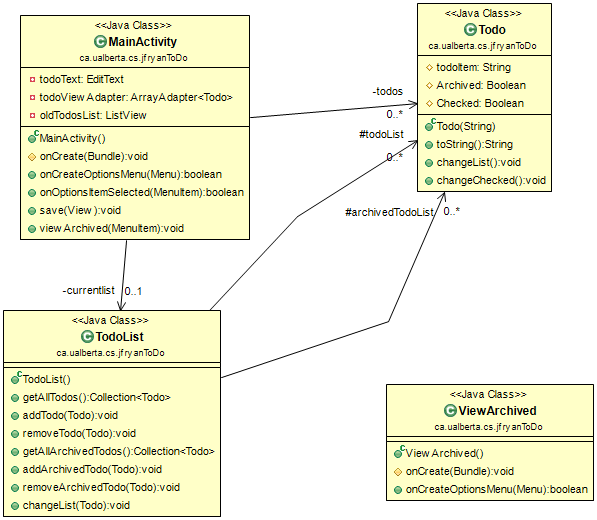 <<Java Class>>
MainActivity
ca.ualberta.cs.jfryanToDo
todoText: EditText
todoViewAdapter: ArrayAdapter<Todo>
oldTodosList: ListView
MainActivity()
onCreate(Bundle):void
onCreateOptionsMenu(Menu):boolean
onOptionsItemSelected(MenuItem):boolean
save(View):void
viewArchived(MenuItem):void
<<Java Class>>
Todo
ca.ualberta.cs.jfryanToDo
todoItem: String
Archived: Boolean
Checked: Boolean
Todo(String)
toString():String
changeList():void
changeChecked():void
-todos
0..*
#todoList
0..*
#archivedTodoList
0..*
-currentlist
0..1
<<Java Class>>
TodoList
ca.ualberta.cs.jfryanToDo
TodoList()
getAllTodos():Collection<Todo>
addTodo(Todo):void
removeTodo(Todo):void
getAllArchivedTodos():Collection<Todo>
addArchivedTodo(Todo):void
removeArchivedTodo(Todo):void
changeList(Todo):void
<<Java Class>>
ViewArchived
ca.ualberta.cs.jfryanToDo
ViewArchived()
onCreate(Bundle):void
onCreateOptionsMenu(Menu):boolean